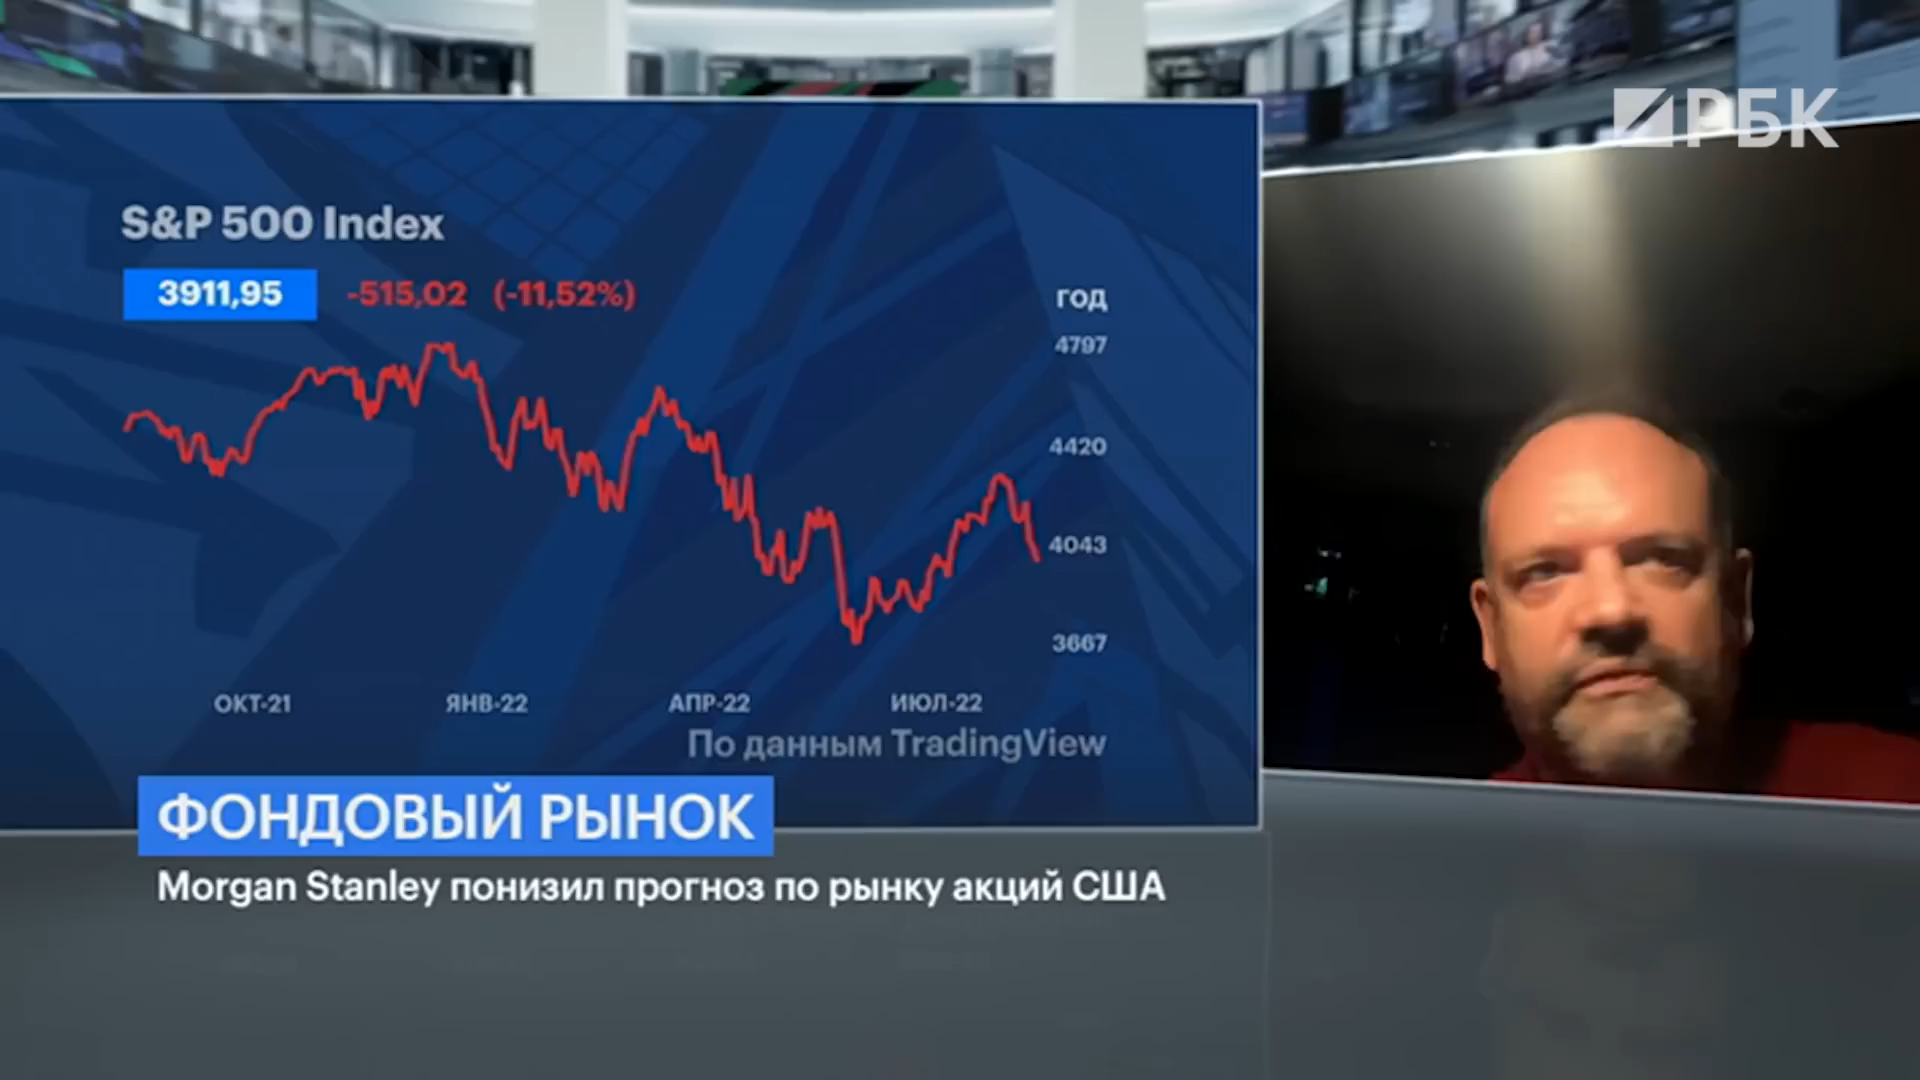 РБК
S&P 500 Index
3911,95 -515,02 (-11,52%)
ГОД
4797
4420
4043
3667
ОКТ-21 ЯНВ-22 АПР-22 ИЮЛ-22
По данным TradingView
ФОНДОВЫЙ РЫНОК
Morgan Stanley понизил прогноз по рынку акций США